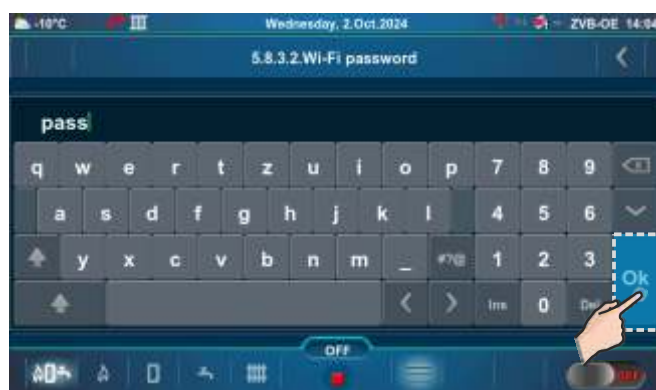 -10°C Wednesday, 2.Oct.2024 ZVB-OE 14:04
5.8.3.2.Wi-Fi password
pass
q w e r t z u i o p 7 8 9
a s d f g h j k l 4 5 6
y x c v b n m _ #?@ 1 2 3 Ok
< > Ins 0 Del
OFF
OFF